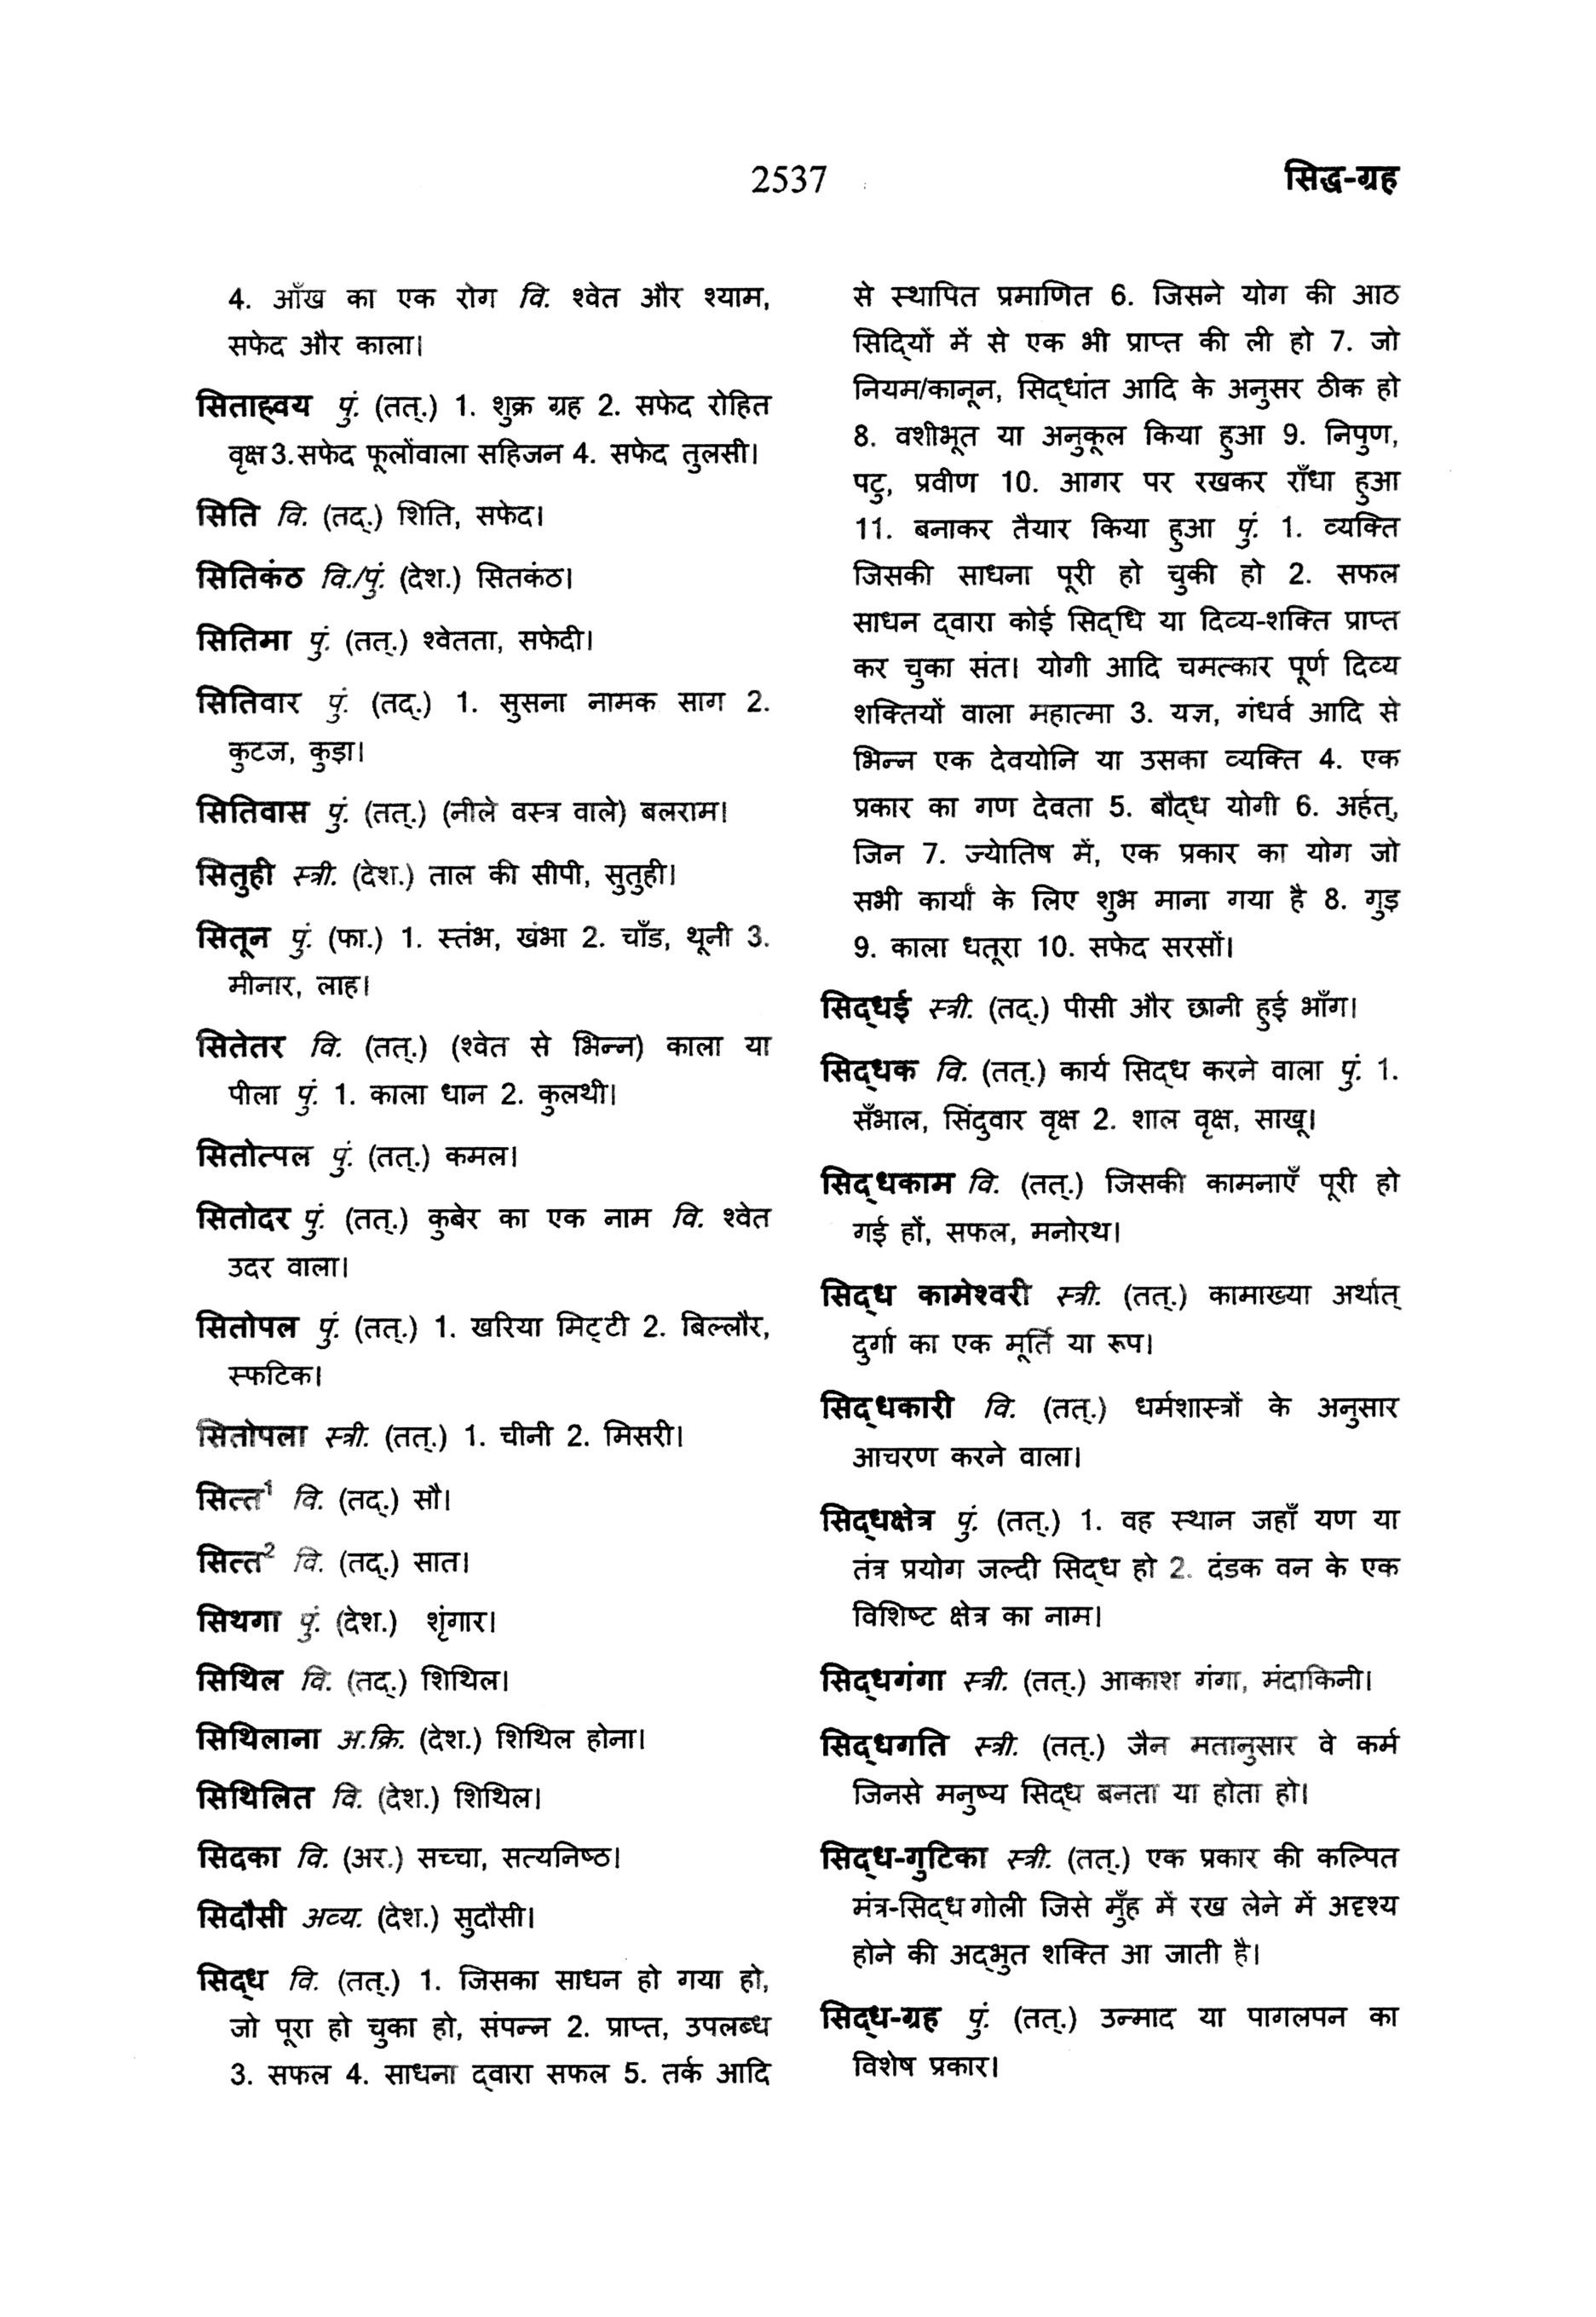 2537
सिद्ध-ग्रह
4. आँख का एक रोग वि. श्वेत और श्याम,
सफेद और काला।
सिताह्वय पुं. (तत्.) 1. शुक्र ग्रह 2. सफेद रोहित
वृक्ष 3. सफेद फूलोंवाला सहिजन 4. सफेद तुलसी।
सिति वि. (तद्.) शिति, सफेद।
सितिकंठ वि./पुं. (देश.) सितकंठ।
सितिमा पुं. (तत्.) श्वेतता, सफेदी।
सितिवार पुं. (तद्.) 1. सुसना नामक साग 2.
कुटज, कुड़ा।
सितिवास पुं. (तत्.) (नीले वस्त्र वाले) बलराम।
सितुही स्त्री. (देश.) ताल की सीपी, सुतुही।
सितून पुं. (फा.) 1. स्तंभ, खंभा 2. चाँड, थूनी 3.
मीनार, लाह।
सितेतर वि. (तत्.) (श्वेत से भिन्न) काला या
पीला पुं. 1. काला धान 2. कुलथी।
सितोत्पल पुं. (तत्.) कमल।
सितोदर पुं. (तत्.) कुबेर का एक नाम वि. श्वेत
उदर वाला।
सितोपल पुं. (तत्.) 1. खरिया मिट्टी 2. बिल्लौर,
स्फटिक।
सितोपला स्त्री. (तत्.) 1. चीनी 2. मिसरी।
सित्त¹ वि. (तद्.) सौ।
सित्त² वि. (तद्.) सात।
सिथगा पुं. (देश.) शृंगार।
सिथिल वि. (तद्.) शिथिल।
सिथिलाना अ.क्रि. (देश.) शिथिल होना।
सिथिलित वि. (देश.) शिथिल।
सिदका वि. (अर.) सच्चा, सत्यनिष्ठ।
सिदौसी अव्य. (देश.) सुदौसी।
सिद्ध वि. (तत्.) 1. जिसका साधन हो गया हो,
जो पूरा हो चुका हो, संपन्न 2. प्राप्त, उपलब्ध
3. सफल 4. साधना द्वारा सफल 5. तर्क आदि
से स्थापित प्रमाणित 6. जिसने योग की आठ
सिद्यिों में से एक भी प्राप्त की ली हो 7. जो
नियम/कानून, सिद्धांत आदि के अनुसर ठीक हो
8. वशीभूत या अनुकूल किया हुआ 9. निपुण,
पटु, प्रवीण 10. आगर पर रखकर राँधा हुआ
11. बनाकर तैयार किया हुआ पुं. 1. व्यक्ति
जिसकी साधना पूरी हो चुकी हो 2. सफल
साधन द्वारा कोई सिद्धि या दिव्य-शक्ति प्राप्त
कर चुका संत। योगी आदि चमत्कार पूर्ण दिव्य
शक्तियों वाला महात्मा 3. यज्ञ, गंधर्व आदि से
भिन्न एक देवयोनि या उसका व्यक्ति 4. एक
प्रकार का गण देवता 5. बौद्ध योगी 6. अर्हत्,
जिन 7. ज्योतिष में, एक प्रकार का योग जो
सभी कार्यों के लिए शुभ माना गया है 8. गुड़
9. काला धतूरा 10. सफेद सरसों।
सिद्धई स्त्री. (तद्.) पीसी और छानी हुई भाँग।
सिद्धक वि. (तत्.) कार्य सिद्ध करने वाला पुं. 1.
सँभाल, सिंदुवार वृक्ष 2. शाल वृक्ष, साखू।
सिद्धकाम वि. (तत्.) जिसकी कामनाएँ पूरी हो
गई हों, सफल, मनोरथ।
सिद्ध कामेश्वरी स्त्री. (तत्.) कामाख्या अर्थात्
दुर्गा का एक मूर्ति या रूप।
सिद्धकारी वि. (तत्.) धर्मशास्त्रों के अनुसार
आचरण करने वाला।
सिद्धक्षेत्र पुं. (तत्.) 1. वह स्थान जहाँ यण या
तंत्र प्रयोग जल्दी सिद्ध हो 2. दंडक वन के एक
विशिष्ट क्षेत्र का नाम।
सिद्धगंगा स्त्री. (तत्.) आकाश गंगा, मंदाकिनी।
सिद्धगति स्त्री. (तत्.) जैन मतानुसार वे कर्म
जिनसे मनुष्य सिद्ध बनता या होता हो।
सिद्ध-गुटिका स्त्री. (तत्.) एक प्रकार की कल्पित
मंत्र-सिद्ध गोली जिसे मुँह में रख लेने में अदृश्य
होने की अद्भुत शक्ति आ जाती है।
सिद्ध-ग्रह पुं. (तत्.) उन्माद या पागलपन का
विशेष प्रकार।